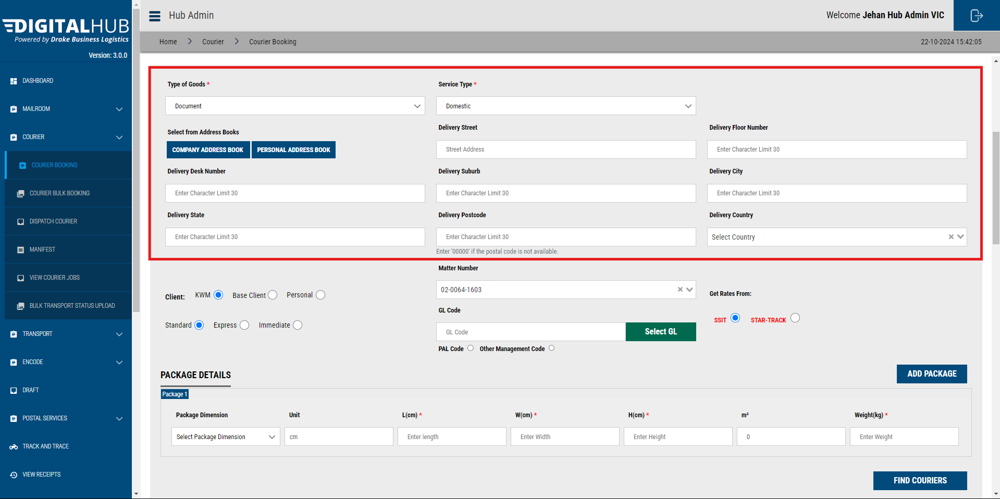 DIGITALHUB
Powered by Drake Business Logistics
Version: 3.0.0
DASHBOARD
MAILROOM
COURIER
COURIER BOOKING
COURIER BULK BOOKING
DISPATCH COURIER
MANIFEST
VIEW COURIER JOBS
BULK TRANSPORT STATUS UPLOAD
TRANSPORT
ENCODE
DRAFT
POSTAL SERVICES
TRACK AND TRACE
VIEW RECEIPTS
Hub Admin
Welcome Jehan Hub Admin VIC
Home > Courier > Courier Booking
22-10-2024 15:42:05
Type of Goods * Service Type *
Document Domestic
Select from Address Books Delivery Street Delivery Floor Number
COMPANY ADDRESS BOOK PERSONAL ADDRESS BOOK Street Address Enter Character Limit 30
Delivery Desk Number Delivery Suburb Delivery City
Enter Character Limit 30 Enter Character Limit 30 Enter Character Limit 30
Delivery State Delivery Postcode Delivery Country
Enter Character Limit 30 Enter Character Limit 30 Select Country
Enter '00000' if the postal code is not available.
Matter Number
02-0064-1603
Client: KWM Base Client Personal
Get Rates From:
GL Code
SSIT STAR-TRACK
Standard Express Immediate
GL Code Select GL
PAL Code Other Management Code
PACKAGE DETAILS ADD PACKAGE
Package 1
Package Dimension Unit L(cm) * W(cm) * H(cm) * m³ Weight(kg) *
Select Package Dimension cm Enter length Enter Width Enter Height 0 Enter Weight
FIND COURIERS